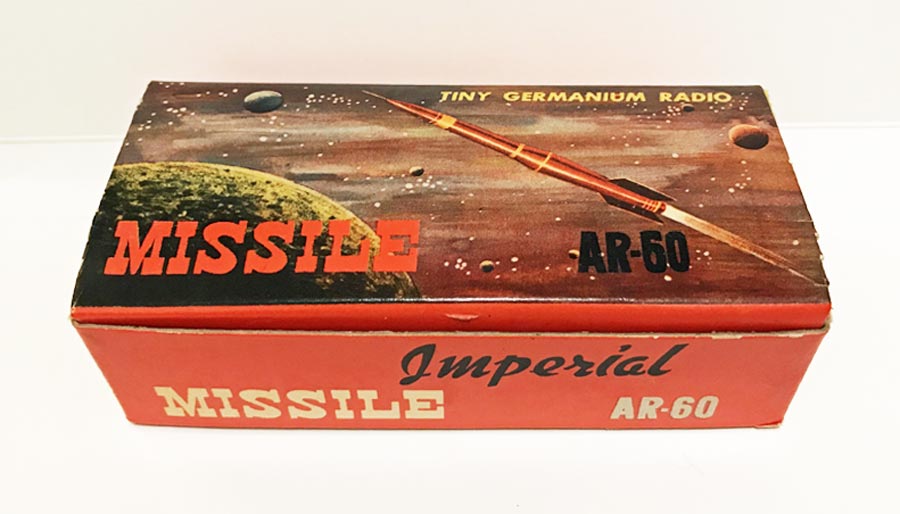 TINY GERMANIUM RADIO
MISSILE AR-60
Imperial
MISSILE AR-60